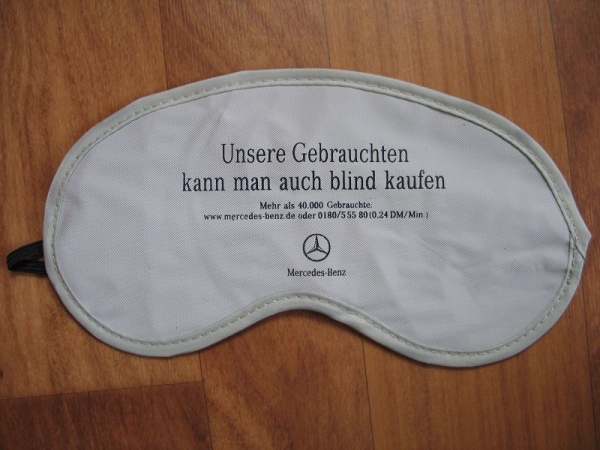 Unsere Gebrauchten
kann man auch blind kaufen
Mehr als 40.000 Gebrauchte:
www.mercedes-benz.de oder 0180/5 55 80 (0,24 DM/Min.)
Mercedes-Benz